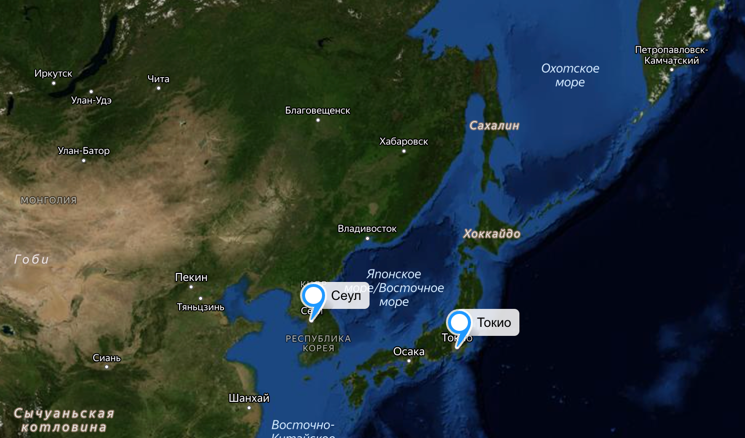 Петропавловск-
Камчатский
Охотское
море
Иркутск
Чита
Улан-Удэ
Благовещенск
Сахалин
Хабаровск
Улан-Батор
МОНГОЛИЯ
Владивосток
Хоккайдо
Гоби
Пекин
Японское
море/Восточное
море
Сеул
Тяньцзинь
Токио
РЕСПУБЛИКА
КОРЕЯ
Осака
Сиань
Шанхай
Сычуаньская
котловина
Восточно-
Китайское